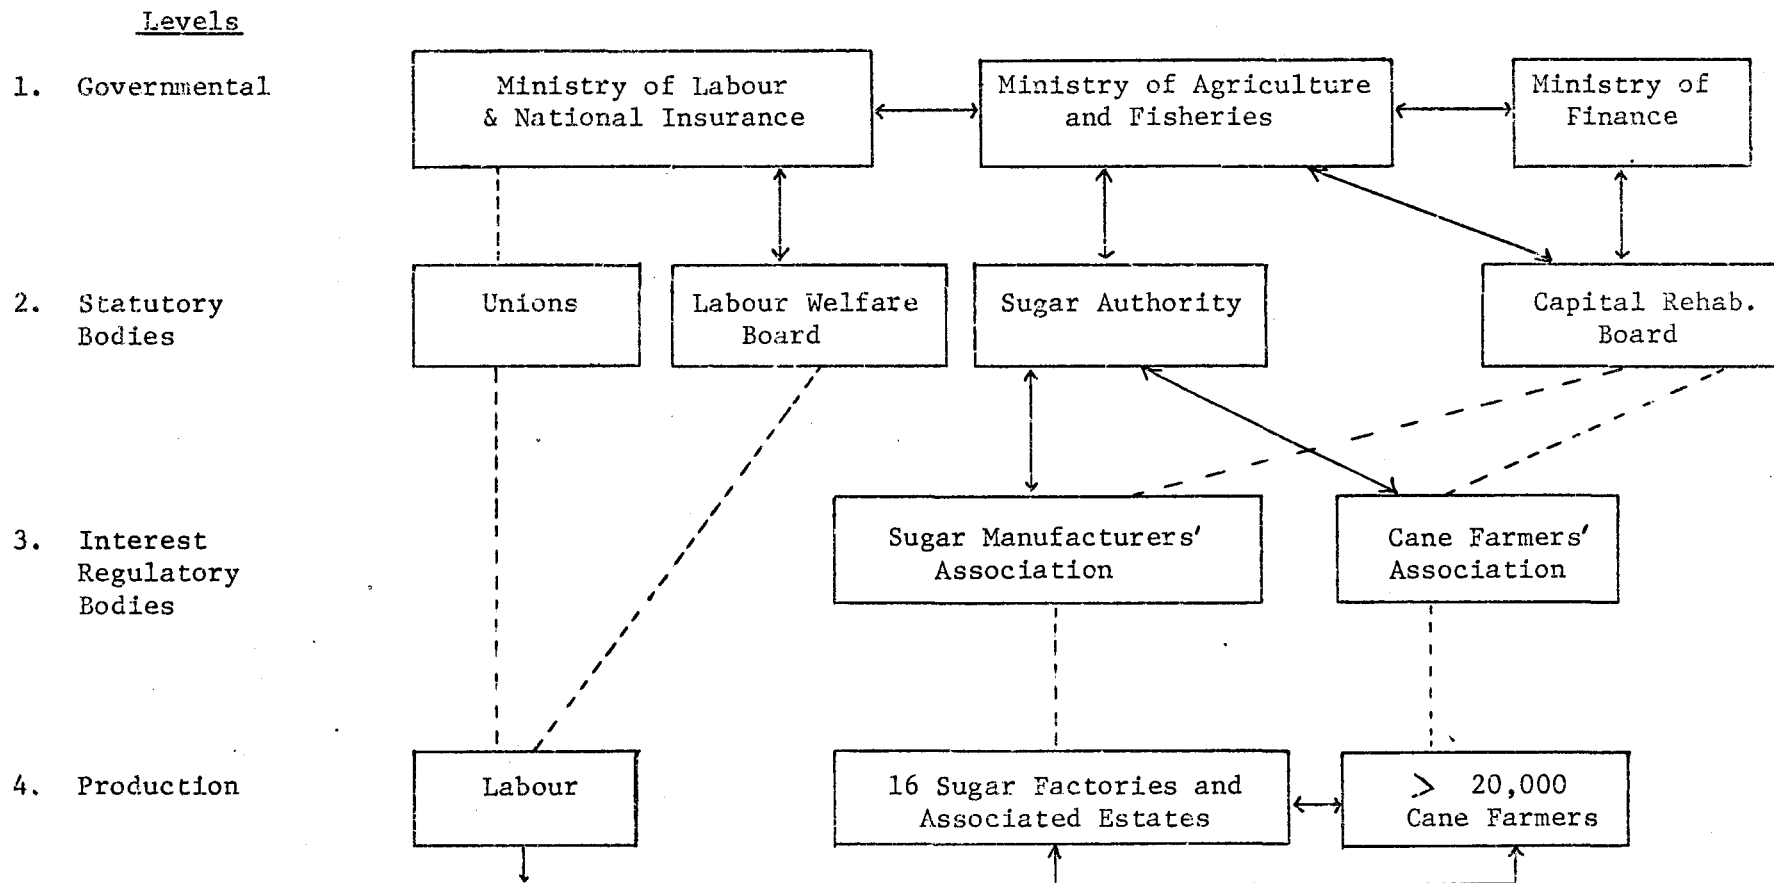 Levels
1. Governmental
Ministry of Labour
& National Insurance
Ministry of Agriculture
and Fisheries
Ministry of
Finance
2. Statutory
Bodies
Unions
Labour Welfare
Board
Sugar Authority
Capital Rehab.
Board
3. Interest
Regulatory
Bodies
Sugar Manufacturers'
Association
Cane Farmers'
Association
4. Production
Labour
16 Sugar Factories and
Associated Estates
> 20,000
Cane Farmers